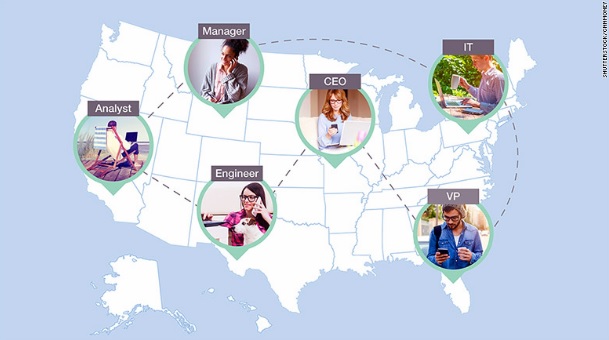 Manager
IT
CEO
Analyst
Engineer
VP
SHUTTERSTOCK/CNNMONEY